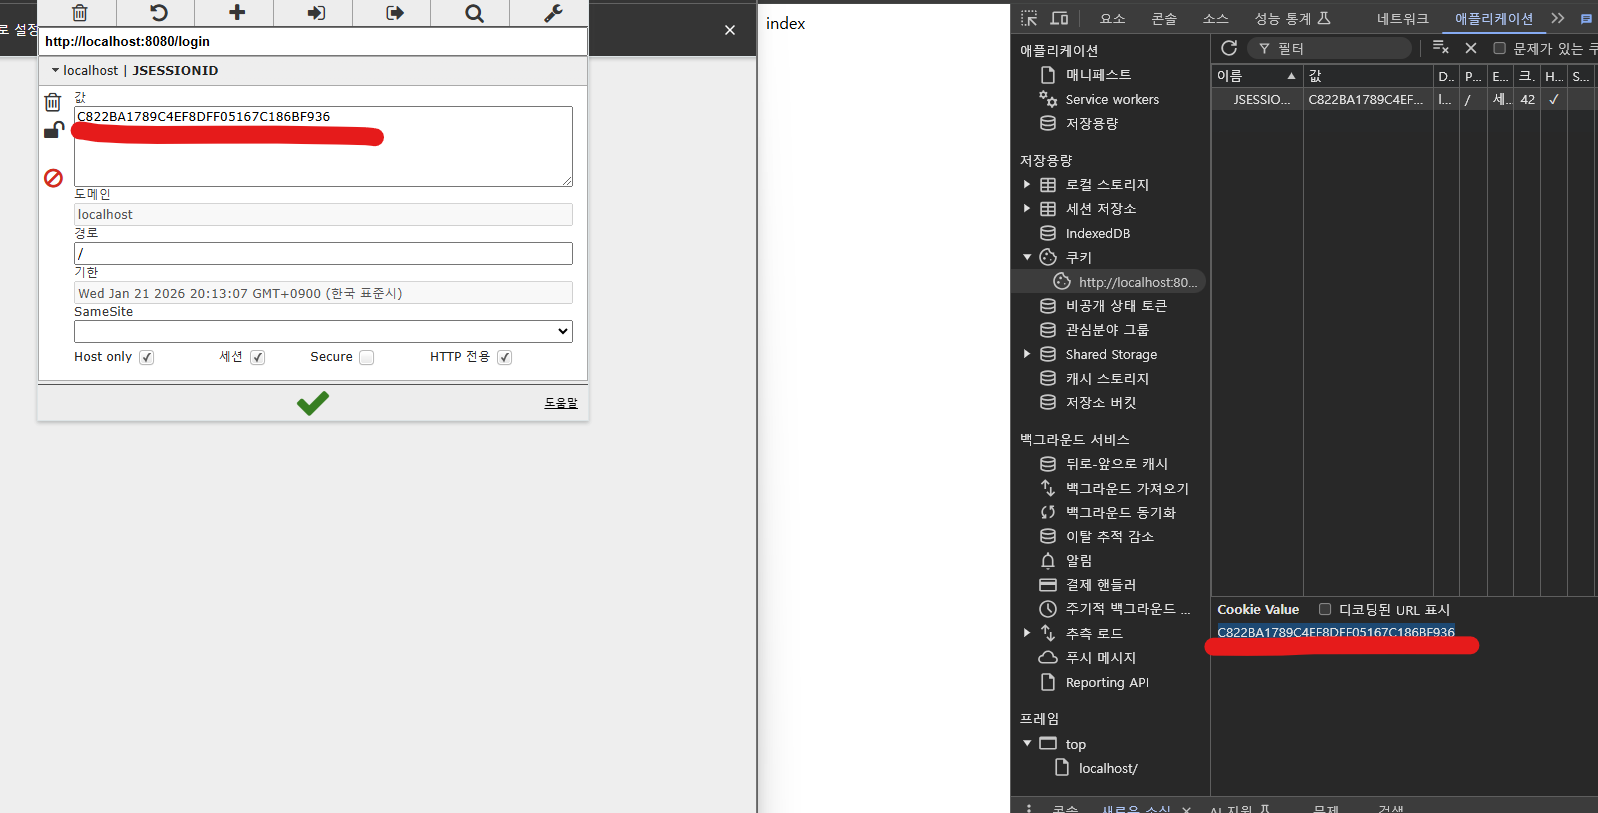 로 설정
http://localhost:8080/login
localhost | JSESSIONID
값
C822BA1789C4EF8DFF05167C186BF936
도메인
localhost
경로
/
기한
Wed Jan 21 2026 20:13:07 GMT+0900 (한국 표준시)
SameSite
Host only 세션 Secure HTTP 전용
도움말
index
요소 콘솔 소스 성능 통계 네트워크 애플리케이션
애플리케이션
매니페스트
Service workers
저장용량
저장용량
로컬 스토리지
세션 저장소
IndexedDB
쿠키
http://localhost:80...
비공개 상태 토큰
관심분야 그룹
Shared Storage
캐시 스토리지
저장소 버킷
백그라운드 서비스
뒤로-앞으로 캐시
백그라운드 가져오기
백그라운드 동기화
이탈 추적 감소
알림
결제 핸들러
주기적 백그라운드 ...
추측 로드
푸시 메시지
Reporting API
프레임
top
localhost/
필터 문제가 있는 쿠
이름 값 D.. P... E... 크. H... S...
JSESSIO... C822BA1789C4EF... l... / 세.. 42 ✓
Cookie Value 디코딩된 URL 표시
C822BA1789C4EF8DFF05167C186BF936
콘솔 새로운 소식 AI 지원 문제 검색